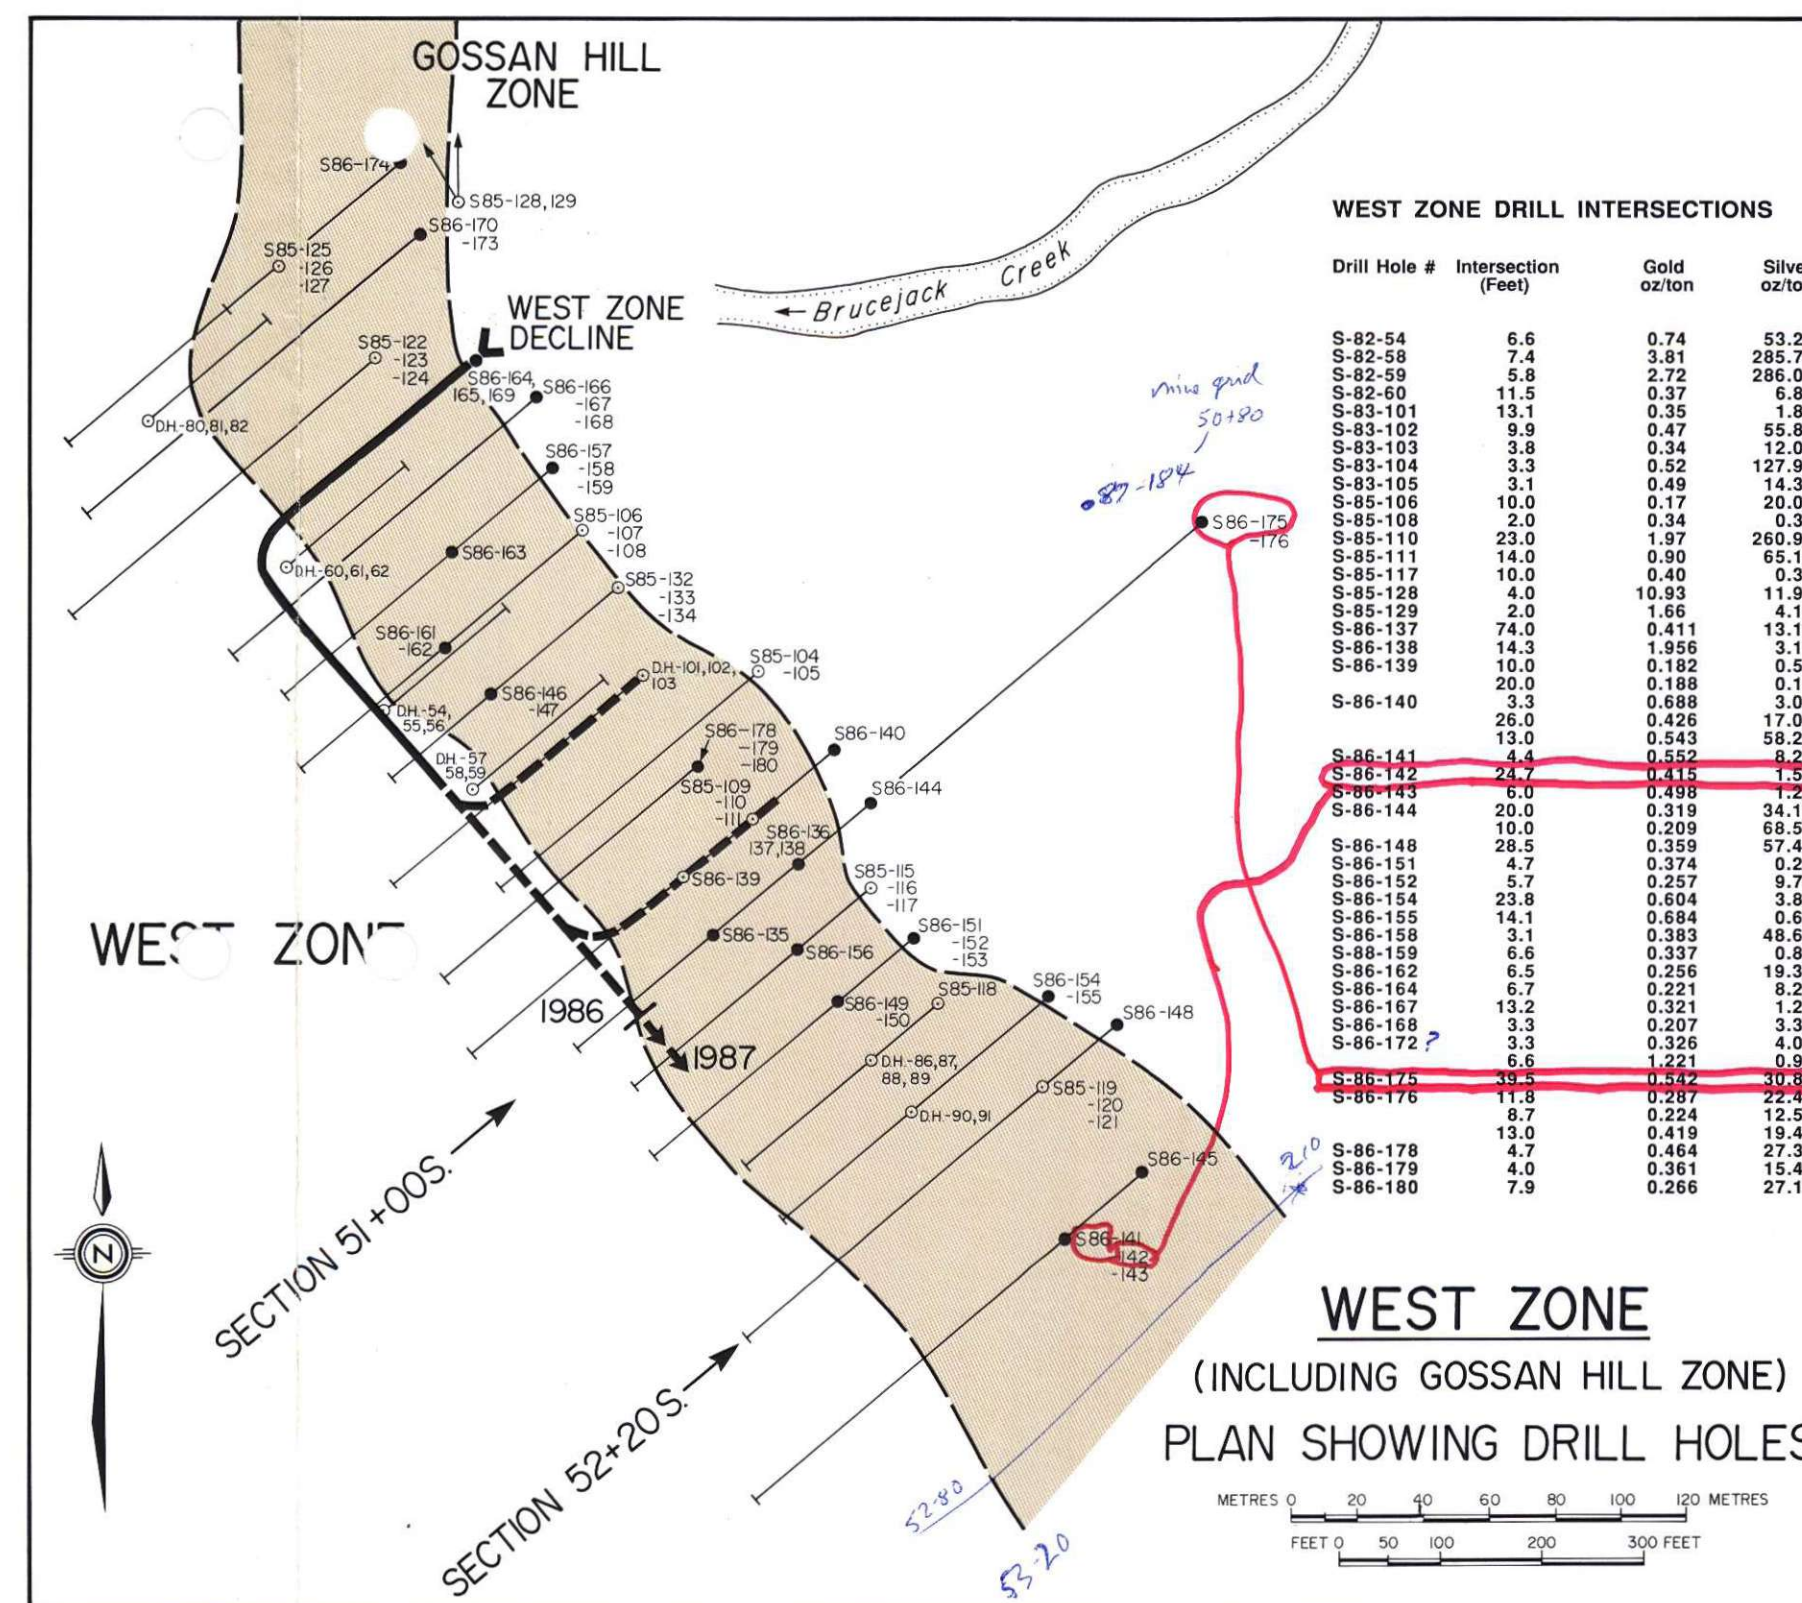 GOSSAN HILL
ZONE
S86-174
S85-128,129
S86-170
-173
S85-125
-126
-127
WEST ZONE
DECLINE
S85-122
-123
-124
S86-164,
165,169
S86-166
-167
-168
D.H.-80,81,82
S86-157
-158
-159
S85-106
-107
-108
S86-163
D.H.-60,61,62
S85-132
-133
-134
S86-161
-162
D.H.-101,102,
103
S85-104
-105
S86-146
-147
D.H.-54,
55,56
D.H.-57
58,59
S86-178
-179
-180
S86-140
S85-109
-110
-111
S86-144
S86-136
137,138
S86-139
S85-115
-116
-117
WEST ZONE
S86-135
S86-156
S86-151
-152
-153
1986
S86-149
-150
S85-118
S86-154
-155
S86-148
1987
D.H.-86,87,
88,89
S85-119
-120
-121
D.H.-90,91
S86-145
S86-141
-142
-143
SECTION 51+00S.
SECTION 52+20S.
N
Brucejack Creek
mine grid
50+80
87-184
S86-175
-176
210
52-80
53-20
WEST ZONE DRILL INTERSECTIONS
Drill Hole # Intersection Gold Silve
(Feet) oz/ton oz/to
S-82-54 6.6 0.74 53.2
S-82-58 7.4 3.81 285.7
S-82-59 5.8 2.72 286.0
S-82-60 11.5 0.37 6.8
S-83-101 13.1 0.35 1.8
S-83-102 9.9 0.47 55.8
S-83-103 3.8 0.34 12.0
S-83-104 3.3 0.52 127.9
S-83-105 3.1 0.49 14.3
S-85-106 10.0 0.17 20.0
S-85-108 2.0 0.34 0.3
S-85-110 23.0 1.97 260.9
S-85-111 14.0 0.90 65.1
S-85-117 10.0 0.40 0.3
S-85-128 4.0 10.93 11.9
S-85-129 2.0 1.66 4.1
S-86-137 74.0 0.411 13.1
S-86-138 14.3 1.956 3.1
S-86-139 10.0 0.182 0.5
20.0 0.188 0.1
S-86-140 3.3 0.688 3.0
26.0 0.426 17.0
13.0 0.543 58.2
S-86-141 4.4 0.552 8.2
S-86-142 24.7 0.415 1.5
S-86-143 6.0 0.498 1.2
S-86-144 20.0 0.319 34.1
10.0 0.209 68.5
S-86-148 28.5 0.359 57.4
S-86-151 4.7 0.374 0.2
S-86-152 5.7 0.257 9.7
S-86-154 23.8 0.604 3.8
S-86-155 14.1 0.684 0.6
S-86-158 3.1 0.383 48.6
S-88-159 6.6 0.337 0.8
S-86-162 6.5 0.256 19.3
S-86-164 6.7 0.221 8.2
S-86-167 13.2 0.321 1.2
S-86-168 3.3 0.207 3.3
S-86-172 ? 3.3 0.326 4.0
6.6 1.221 0.9
S-86-175 39.5 0.542 30.8
S-86-176 11.8 0.287 22.4
8.7 0.224 12.5
13.0 0.419 19.4
S-86-178 4.7 0.464 27.3
S-86-179 4.0 0.361 15.4
S-86-180 7.9 0.266 27.1
WEST ZONE
(INCLUDING GOSSAN HILL ZONE)
PLAN SHOWING DRILL HOLES
METRES 0 20 40 60 80 100 120 METRES
FEET 0 50 100 200 300 FEET